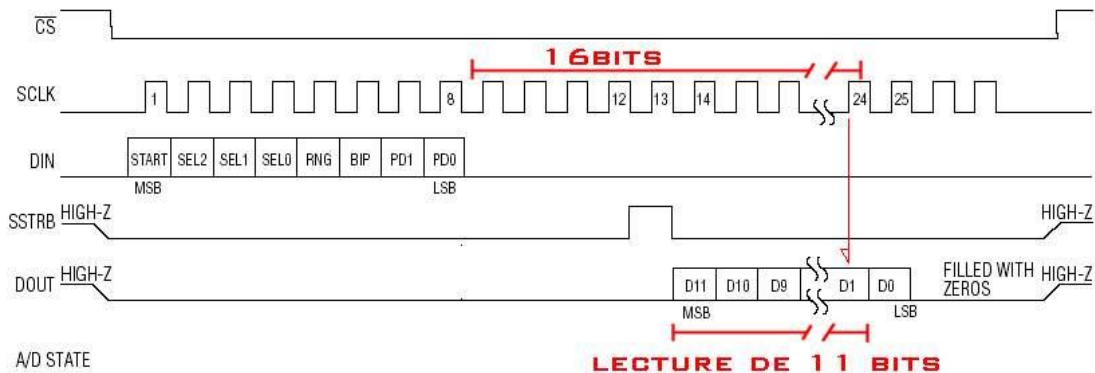 CS
16BITS
SCLK 1 8 12 13 14 24 25
DIN START SEL2 SEL1 SEL0 RNG BIP PD1 PD0
MSB LSB
SSTRB HIGH-Z HIGH-Z
DOUT HIGH-Z D11 D10 D9 D1 D0 FILLED WITH ZEROS HIGH-Z
MSB LSB
A/D STATE LECTURE DE 11 BITS